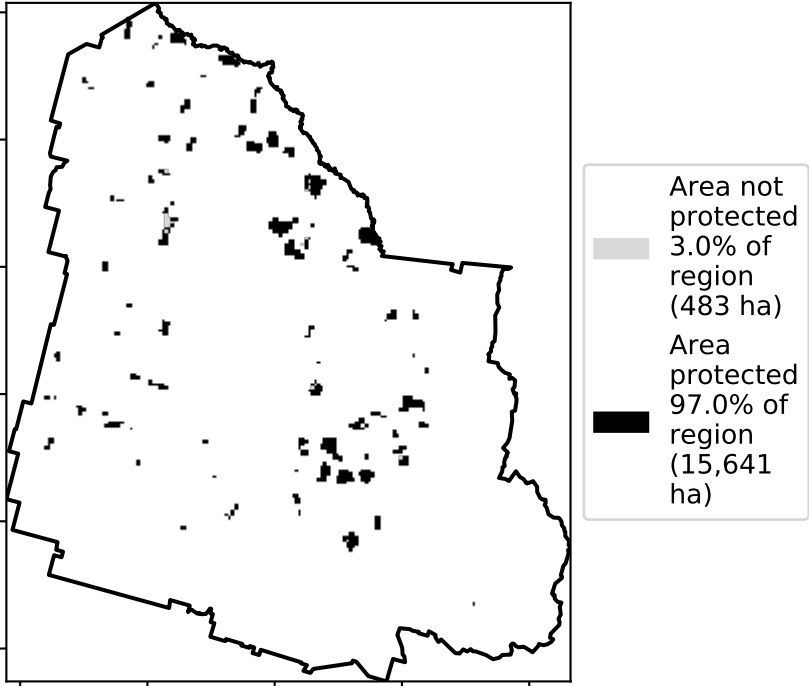 Area not
protected
3.0% of
region
(483 ha)
Area
protected
97.0% of
region
(15,641
ha)